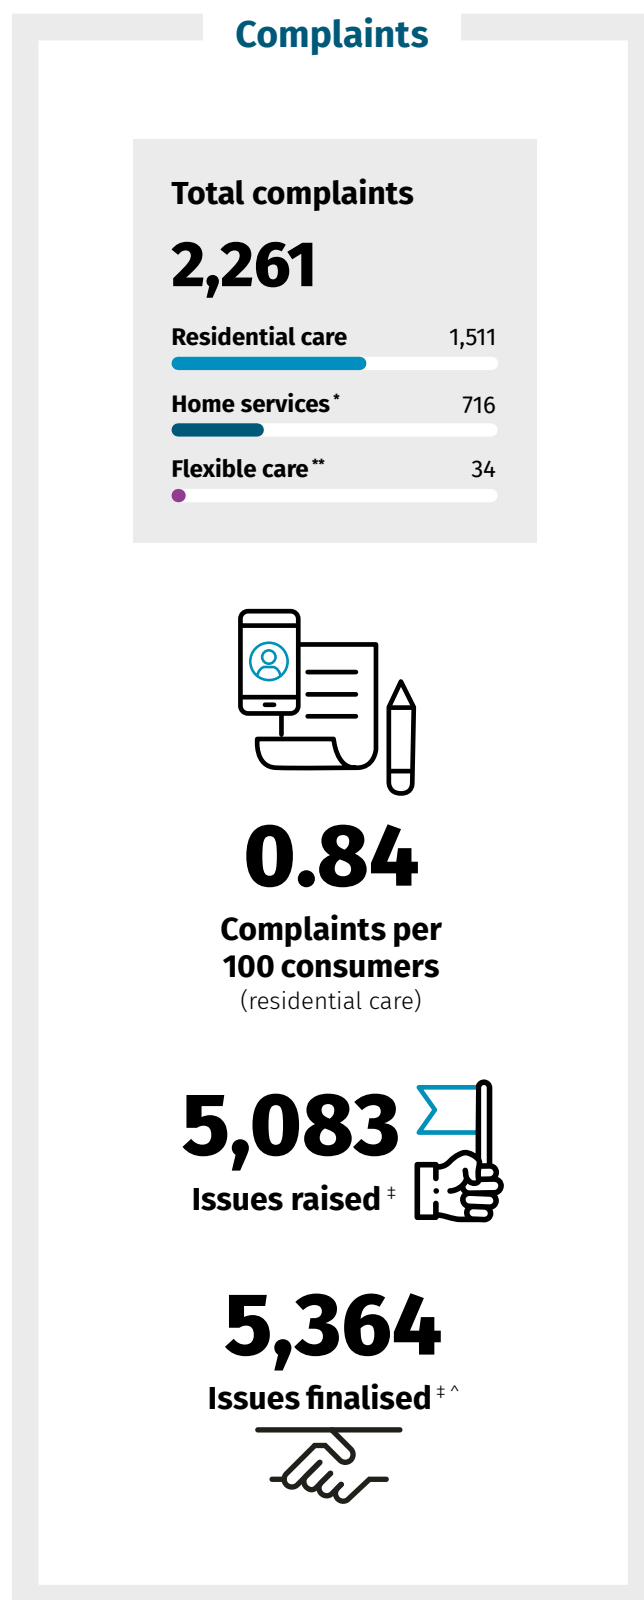 Complaints
Total complaints
2,261
Residential care 1,511
Home services * 716
Flexible care ** 34
0.84
Complaints per
100 consumers
(residential care)
5,083
Issues raised ‡
5,364
Issues finalised ‡ ^